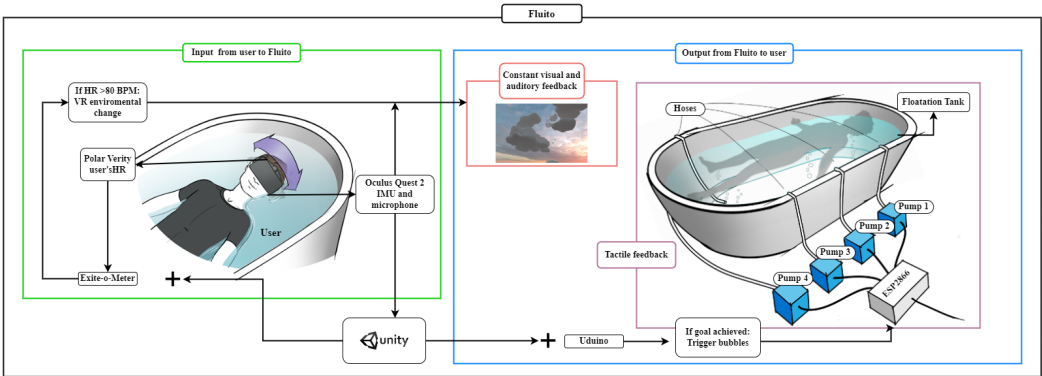 Fluito
Input from user to Fluito
Output from Fluito to user
If HR >80 BPM:
VR enviromental
change
Constant visual and
auditory feedback
Hoses
Floatation Tank
Polar Verity
user'sHR
Oculus Quest 2
IMU and
microphone
User
Pump 1
Pump 2
Pump 3
Pump 4
Tactile feedback
ESP2866
Exite-o-Meter
+
unity
+
Uduino
If goal achieved:
Trigger bubbles